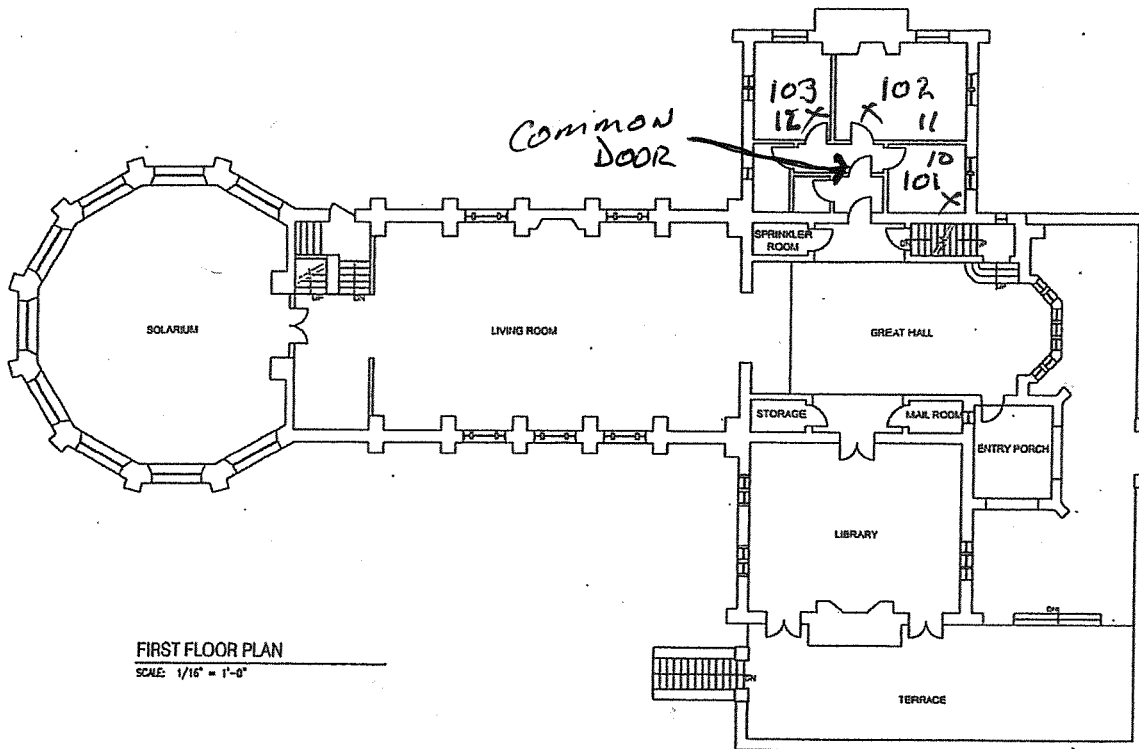 103
12
102
11
COMMON
DOOR
10
101
SPRINKLER
ROOM
SOLARIUM
LIVING ROOM
GREAT HALL
STORAGE
MAIL ROOM
ENTRY PORCH
LIBRARY
FIRST FLOOR PLAN
SCALE: 1/16" = 1'-0"
TERRACE